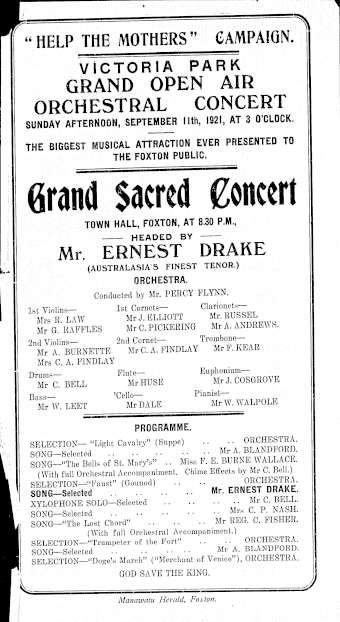 "HELP THE MOTHERS" CAMPAIGN.
VICTORIA PARK
GRAND OPEN AIR
ORCHESTRAL CONCERT
SUNDAY AFTERNOON, SEPTEMBER 11th, 1921, AT 3 O'CLOCK.
THE BIGGEST MUSICAL ATTRACTION EVER PRESENTED TO
THE FOXTON PUBLIC.
Grand Sacred Concert
TOWN HALL, FOXTON, AT 8.30 P.M.,
HEADED BY
Mr. ERNEST DRAKE
(AUSTRALASIA'S FINEST TENOR.)
ORCHESTRA.
Conducted by Mr. PERCY FLYNN.
1st Violins— 1st Cornets— Clarionets—
Mrs R. LAW Mr J. ELLIOTT Mr. RUSSEL
Mr G. RAFFLES Mr C. PICKERING Mr A. ANDREWS.
2nd Violins— 2nd Cornet— Trombone—
Mr A. BURNETTE Mr C. A. FINDLAY Mr F. KEAR
Mrs C. A. FINDLAY
Drums— Flute— Euphonium—
Mr C. BELL Mr HUSK Mr J. COSGROVE
Bass— 'Cello— Pianist—
Mr W. LEET Mr DALE Mr W. WALPOLE
PROGRAMME.
SELECTION— "Light Cavalry" (Suppe) .. .. ORCHESTRA.
SONG—Selected .. .. .. .. Mr A. BLANDFORD.
SONG—"The Bells of St. Mary's" .. Miss F. E. BURNE WALLACE.
(With full Orchestral Accompaniment. Chime Effects by Mr C. Bell.)
SELECTION—"Faust" (Gounod) .. .. ORCHESTRA.
SONG—Selected .. .. .. Mr. ERNEST DRAKE.
XYLOPHONE SOLO—Selected .. .. .. .. Mr C. BELL.
SONG—Selected .. .. .. .. Mrs C. P. NASH.
SONG—"The Lost Chord" .. .. .. Mr REG. C. FISHER.
(With full Orchestral Accompaniment.)
SELECTION—"Trumpeter of the Fort" .. .. ORCHESTRA.
SONG—Selected .. .. .. .. Mr A. BLANDFORD.
SELECTION—"Doge's March" ("Merchant of Venice"), ORCHESTRA.
GOD SAVE THE KING.
Manawatu Herald, Foxton.